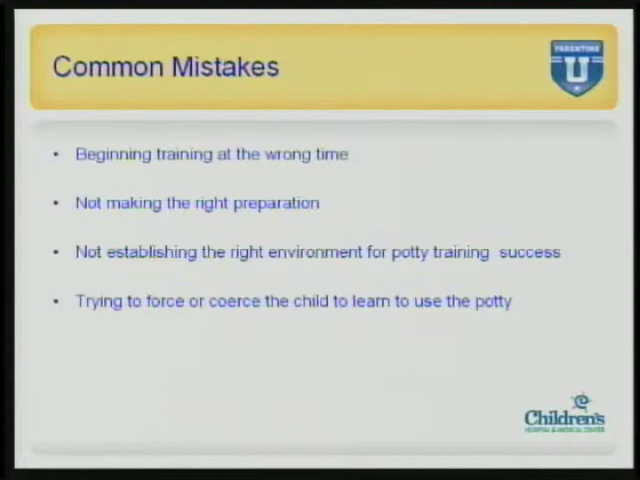 Common Mistakes
PARENTING
U
• Beginning training at the wrong time
• Not making the right preparation
• Not establishing the right environment for potty training success
• Trying to force or coerce the child to learn to use the potty
Children's
HOSPITAL & MEDICAL CENTER